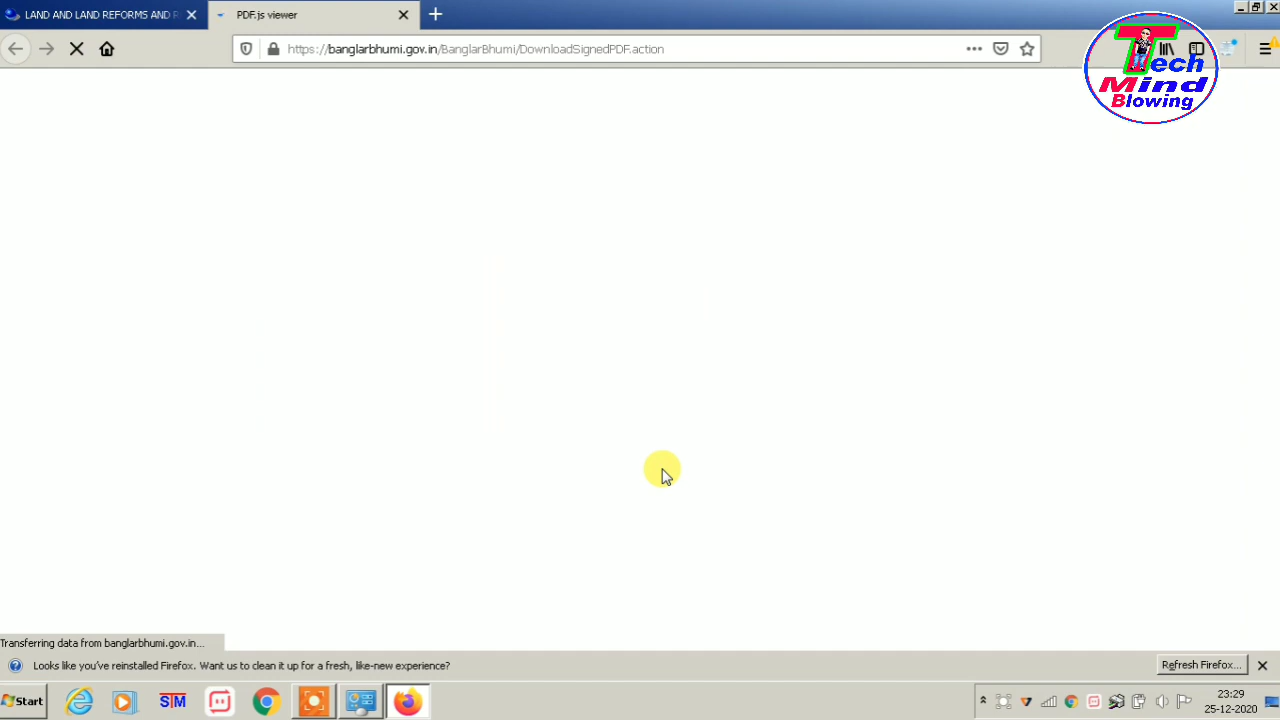 LAND AND LAND REFORMS AND R
PDF.js viewer
https://banglarbhumi.gov.in/BanglarBhumi/DownloadSignedPDF.action
Tech
Mind
Blowing
Transferring data from banglarbhumi.gov.in...
Looks like you've reinstalled Firefox. Want us to clean it up for a fresh, like-new experience?
Refresh Firefox...
Start
STM
23:29
25-12-2020